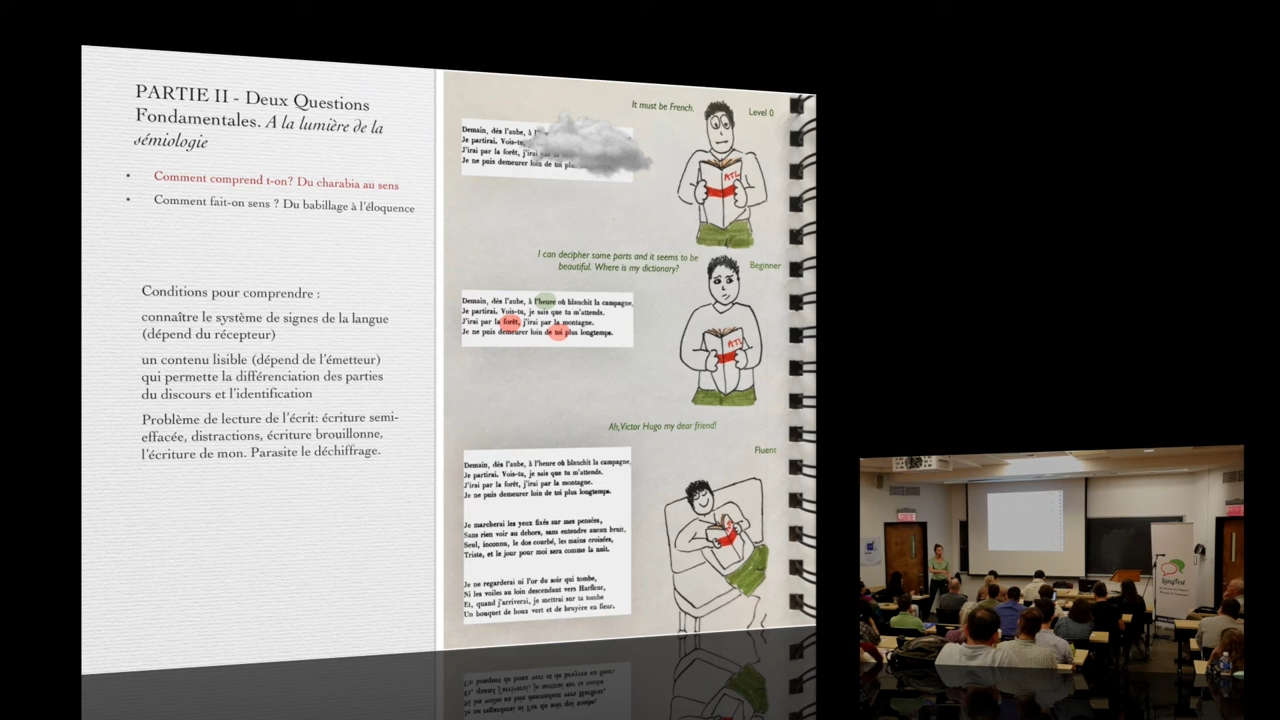 PARTIE II - Deux Questions
Fondamentales. A la lumière de la
sémiologie
• Comment comprend t-on? Du charabia au sens
• Comment fait-on sens ? Du babillage à l'éloquence
Conditions pour comprendre :
connaître le système de signes de la langue
(dépend du récepteur)
un contenu lisible (dépend de l'émetteur)
qui permette la différenciation des parties
du discours et l'identification
Problème de lecture de l'écrit: écriture semi-
effacée, distractions, écriture brouillonne,
l'écriture de mon. Parasite le déchiffrage.
It must be French.
Level 0
Demain, dès l'aube, à l'
Je partirai. Vois-tu,
J'irai par la forêt, j'irai par
Je ne puis demeurer loin de toi
ATL
I can decipher some parts and it seems to be
beautiful. Where is my dictionary?
Beginner
Demain, dès l'aube, à l'heure où blanchit la campagne,
Je partirai. Vois-tu, je sais que tu m'attends.
J'irai par la forêt, j'irai par la montagne.
Je ne puis demeurer loin de toi plus longtemps.
ATL
Ah, Victor Hugo my dear friend!
Fluent
Demain, dès l'aube, à l'heure où blanchit la campagne,
Je partirai. Vois-tu, je sais que tu m'attends.
J'irai par la forêt, j'irai par la montagne.
Je ne puis demeurer loin de toi plus longtemps.
Je marcherai les yeux fixés sur mes pensées,
Sans rien voir au dehors, sans entendre aucun bruit,
Seul, inconnu, le dos courbé, les mains croisées,
Triste, et le jour pour moi sera comme la nuit.
Je ne regarderai ni l'or du soir qui tombe,
Ni les voiles au loin descendant vers Harfleur,
Et, quand j'arriverai, je mettrai sur ta tombe
Un bouquet de houx vert et de bruyère en fleur.
SORTIE
LangFest